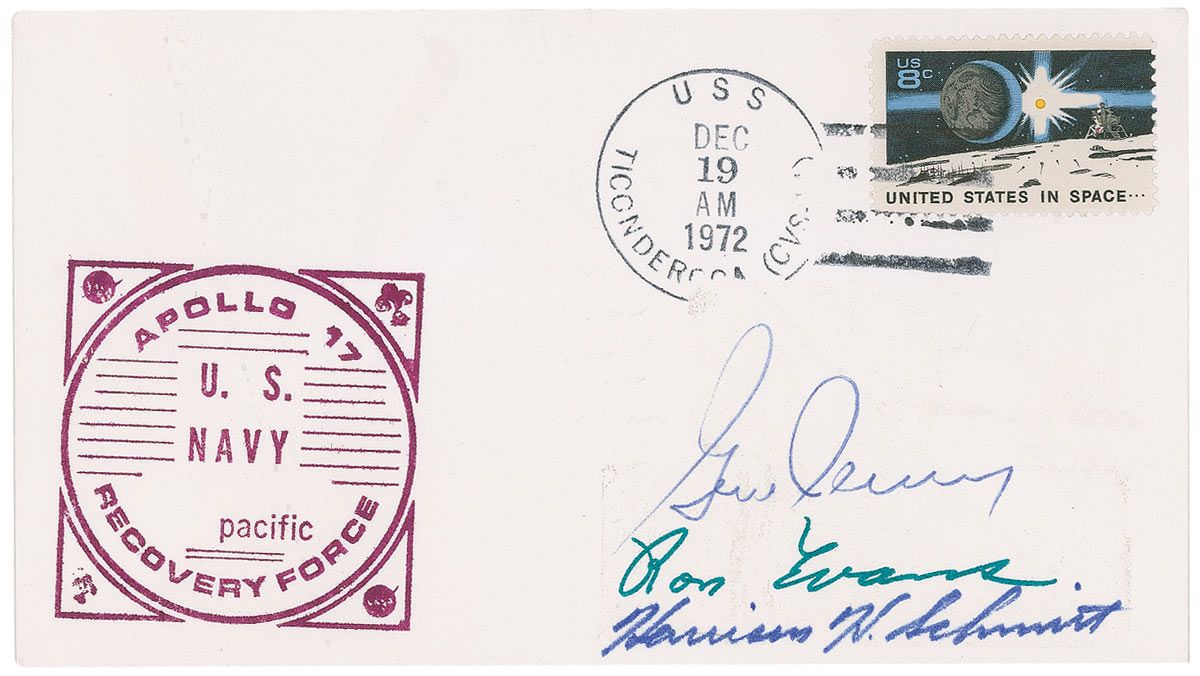 US
8c
UNITED STATES IN SPACE...
USS
TICONDEROGA (CVS-
DEC
19
AM
1972
APOLLO 17
U. S.
NAVY
pacific
RECOVERY FORCE
Gene Cernan
Ron Evans
Harrison H. Schmitt